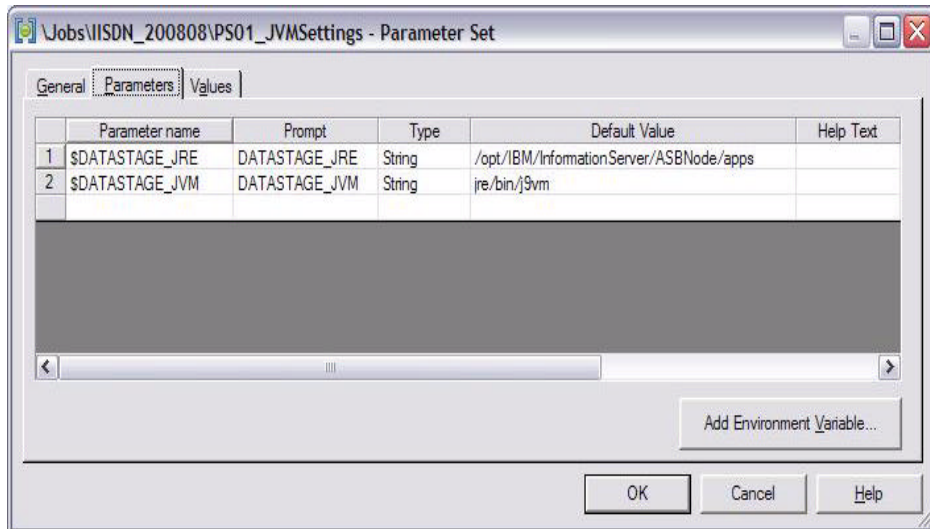 \Jobs\IISDN_200808\PS01_JVMSettings - Parameter Set
General Parameters Values
Parameter name Prompt Type Default Value Help Text
1 $DATASTAGE_JRE DATASTAGE_JRE String /opt/IBM/InformationServer/ASBNode/apps
2 $DATASTAGE_JVM DATASTAGE_JVM String jre/bin/j9vm
Add Environment Variable...
OK Cancel Help